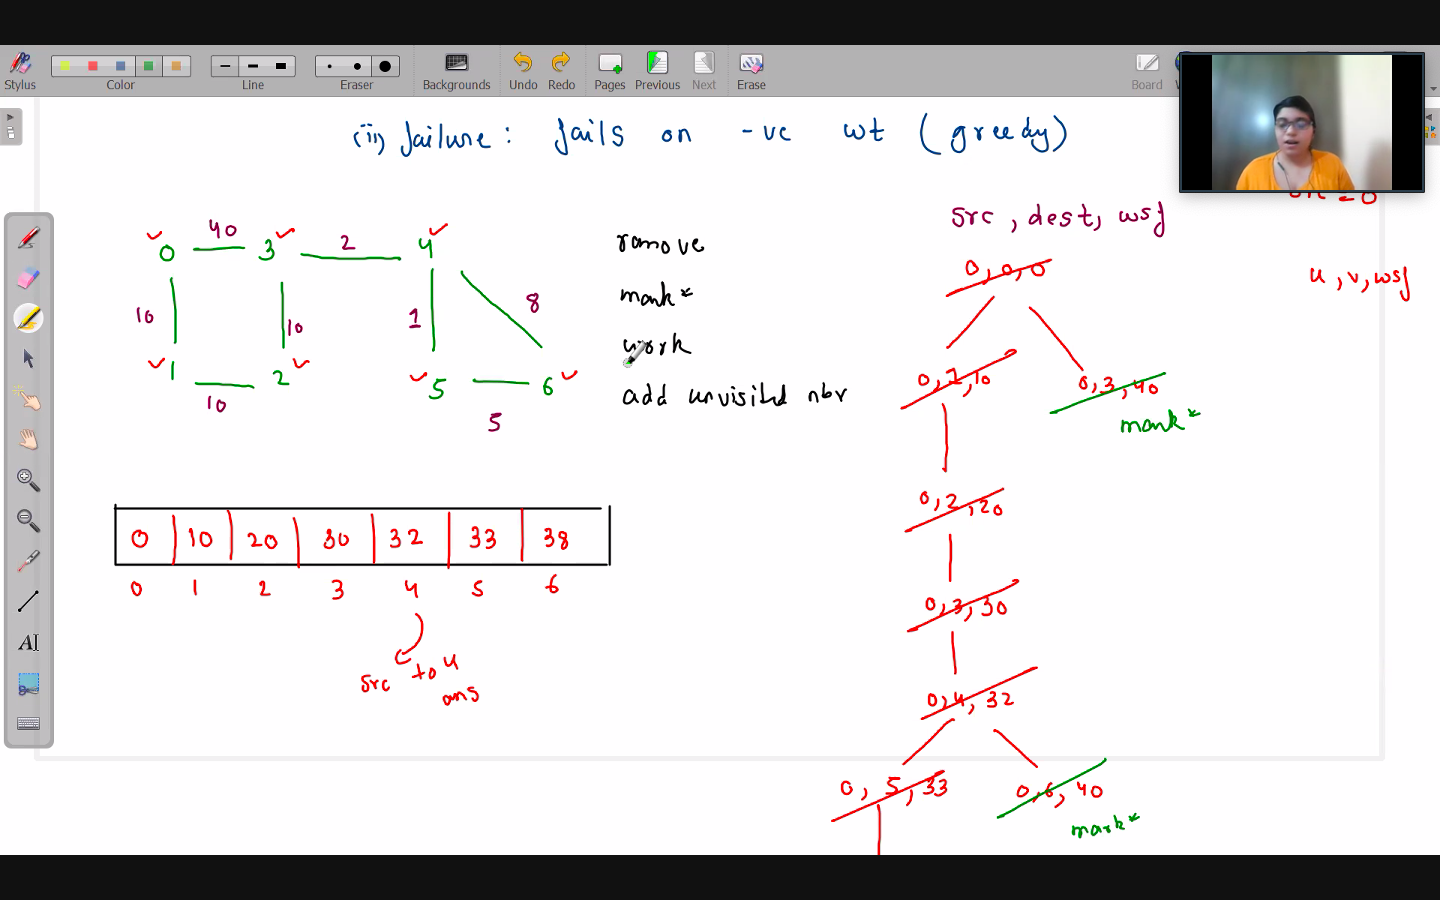 Stylus
Color
Line
Eraser
Backgrounds
Undo
Redo
Pages
Previous
Next
Erase
Board
(ii) failure: fails on -ve wt (greedy)
0 40 3 2 4
10 10 1 8
1 10 2
5 5 6
remove
mark*
work
add unvisited nbr
0 10 20 30 32 33 38
0 1 2 3 4 5 6
src to 4
ans
src, dest, wsf
src = 0
u, v, wsf
0, 0, 0
0, 1, 10
0, 3, 40
mark*
0, 2, 20
0, 3, 30
0, 4, 32
0, 5, 33
0, 6, 40
mark*